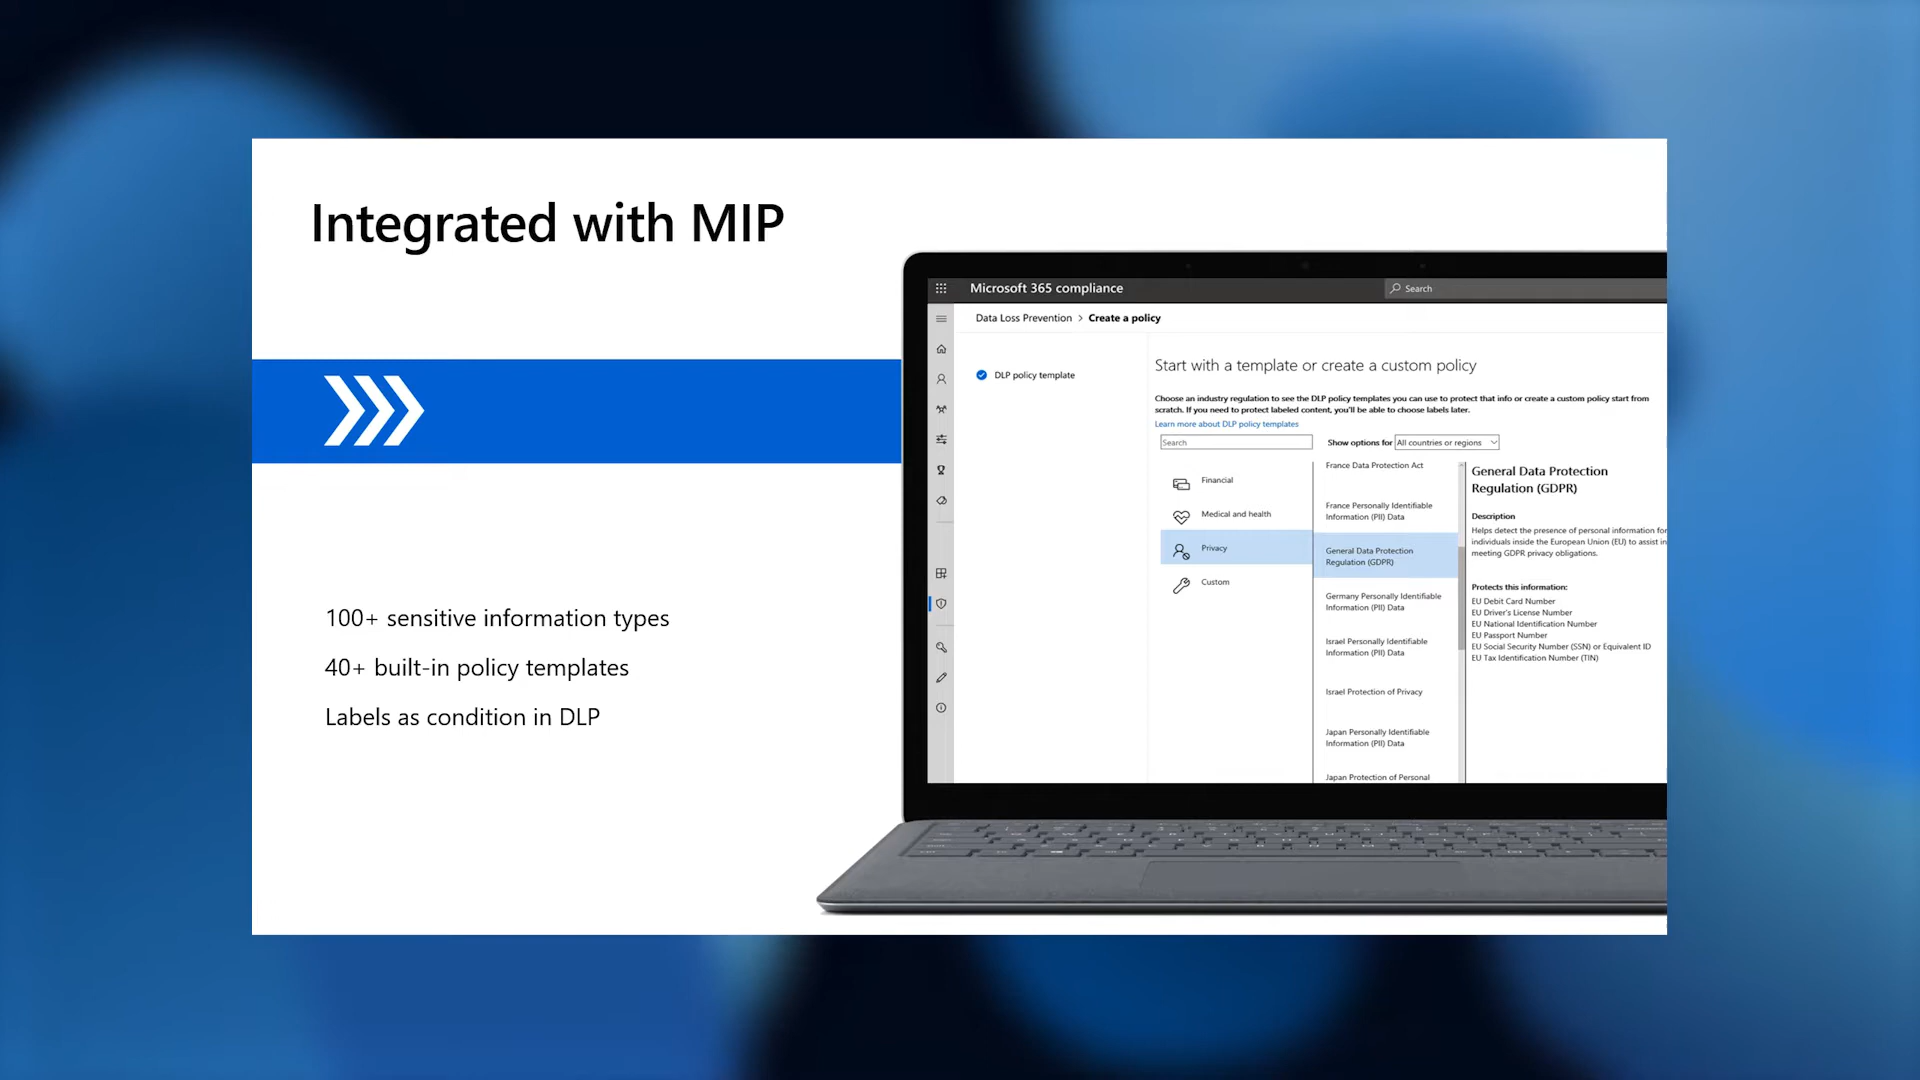 Integrated with MIP
100+ sensitive information types
40+ built-in policy templates
Labels as condition in DLP
Microsoft 365 compliance
Search
Data Loss Prevention > Create a policy
DLP policy template
Start with a template or create a custom policy
Choose an industry regulation to see the DLP policy templates you can use to protect that info or create a custom policy start from
scratch. If you need to protect labeled content, you'll be able to choose labels later.
Learn more about DLP policy templates
Search
Show options for All countries or regions
Financial
Medical and health
Privacy
Custom
France Data Protection Act
France Personally Identifiable
Information (PII) Data
General Data Protection
Regulation (GDPR)
Germany Personally Identifiable
Information (PII) Data
Israel Personally Identifiable
Information (PII) Data
Israel Protection of Privacy
Japan Personally Identifiable
Information (PII) Data
Japan Protection of Personal
General Data Protection
Regulation (GDPR)
Description
Helps detect the presence of personal information for
individuals inside the European Union (EU) to assist in
meeting GDPR privacy obligations.
Protects this information:
EU Debit Card Number
EU Driver's License Number
EU National Identification Number
EU Passport Number
EU Social Security Number (SSN) or Equivalent ID
EU Tax Identification Number (TIN)